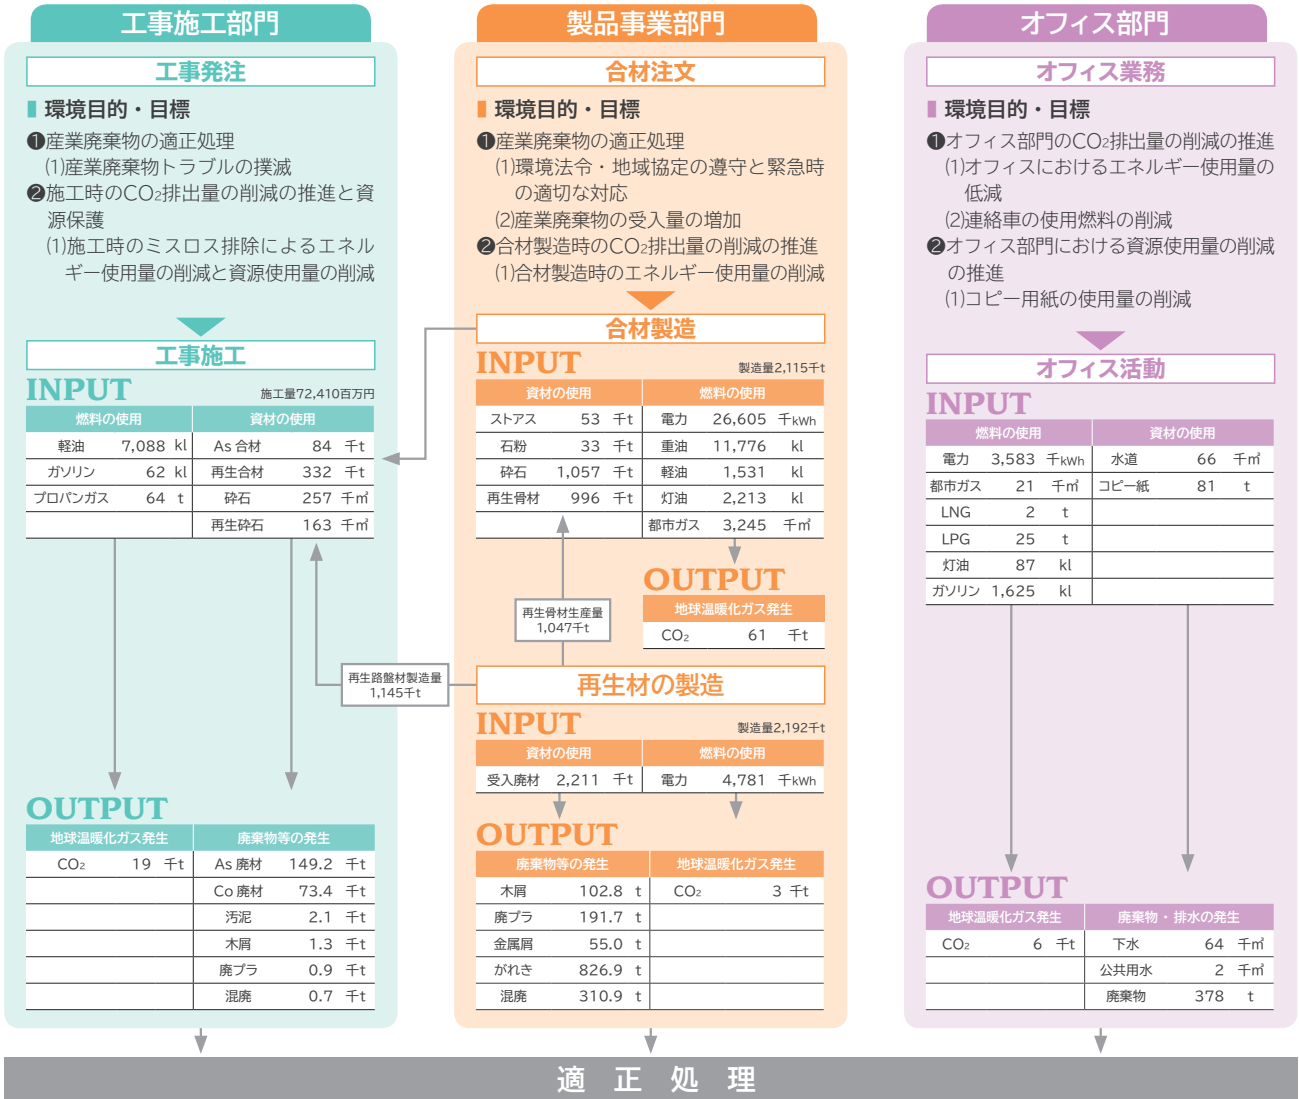 工事施工部門
工事発注
環境目的・目標
❶産業廃棄物の適正処理
⑴産業廃棄物トラブルの撲滅
❷施工時のCO₂排出量の削減の推進と資
源保護
⑴施工時のミスロス排除によるエネル
ギー使用量の削減と資源使用量の削減
工事施工
INPUT 施工量72,410百万円
燃料の使用 資材の使用
軽油 7,088 kl As 合材 84 千t
ガソリン 62 kl 再生合材 332 千t
プロパンガス 64 t 砕石 257 千㎥
再生砕石 163 千㎥
OUTPUT
地球温暖化ガス発生 廃棄物等の発生
CO₂ 19 千t As 廃材 149.2 千t
Co 廃材 73.4 千t
汚泥 2.1 千t
木屑 1.3 千t
廃プラ 0.9 千t
混廃 0.7 千t
製品事業部門
合材注文
環境目的・目標
❶産業廃棄物の適正処理
⑴環境法令・地域協定の遵守と緊急時
の適切な対応
⑵産業廃棄物の受入量の増加
❷合材製造時のCO₂排出量の削減の推進
⑴合材製造時のエネルギー使用量の削減
合材製造
INPUT 製造量2,115千t
資材の使用 燃料の使用
ストアス 53 千t 電力 26,605 千kWh
石粉 33 千t 重油 11,776 kl
砕石 1,057 千t 軽油 1,531 kl
再生骨材 996 千t 灯油 2,213 kl
都市ガス 3,245 千㎥
OUTPUT
地球温暖化ガス発生
CO₂ 61 千t
再生骨材生産量
1,047千t
再生路盤材製造量
1,145千t
再生材の製造
INPUT 製造量2,192千t
資材の使用 燃料の使用
受入廃材 2,211 千t 電力 4,781 千kWh
OUTPUT
廃棄物等の発生 地球温暖化ガス発生
木屑 102.8 t CO₂ 3 千t
廃プラ 191.7 t
金属屑 55.0 t
がれき 826.9 t
混廃 310.9 t
オフィス部門
オフィス業務
環境目的・目標
❶オフィス部門のCO₂排出量の削減の推進
⑴オフィスにおけるエネルギー使用量の
低減
⑵連絡車の使用燃料の削減
❷オフィス部門における資源使用量の削減
の推進
⑴コピー用紙の使用量の削減
オフィス活動
INPUT
燃料の使用 資材の使用
電力 3,583 千kWh 水道 66 千㎥
都市ガス 21 千㎥ コピー紙 81 t
LNG 2 t
LPG 25 t
灯油 87 kl
ガソリン 1,625 kl
OUTPUT
地球温暖化ガス発生 廃棄物・排水の発生
CO₂ 6 千t 下水 64 千㎥
公共用水 2 千㎥
廃棄物 378 t
適正処理